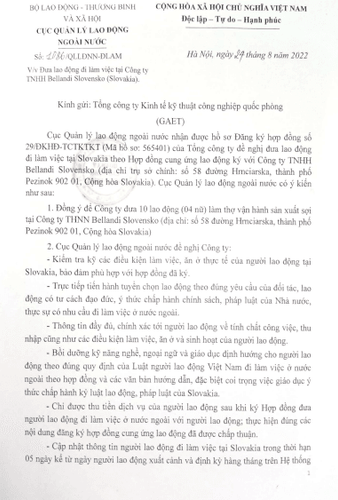 BỘ LAO ĐỘNG - THƯƠNG BINH
VÀ XÃ HỘI
CỤC QUẢN LÝ LAO ĐỘNG
NGOÀI NƯỚC
CỘNG HÒA XÃ HỘI CHỦ NGHĨA VIỆT NAM
Độc lập - Tự do - Hạnh phúc
Số: /QLLĐNN-ĐLAM
Hà Nội, ngày 24 tháng 8 năm 2022
V/v Đưa lao động đi làm việc tại Công ty
TNHH Bellandi Slovensko (Slovakia).
Kính gửi: Tổng công ty Kinh tế kỹ thuật công nghiệp quốc phòng
(GAET)
Cục Quản lý lao động ngoài nước nhận được hồ sơ Đăng ký hợp đồng số
29/ĐKHĐ-TCTKTKT (Mã hồ sơ: 565401) của Tổng công ty đề nghị đưa lao động
đi làm việc tại Slovakia theo Hợp đồng cung ứng lao động ký với Công ty TNHH
Bellandi Slovensko (địa chỉ trụ sở chính: số 58 đường Hrnciarska, thành phố
Pezinok 902 01, Cộng hòa Slovakia). Cục Quản lý lao động ngoài nước có ý kiến
như sau:
1. Đồng ý để Công ty đưa 10 lao động (04 nữ) làm thợ vận hành sản xuất sợi
tại Công ty THNN Bellandi Slovensko (địa chỉ: số 58 đường Hrnciarska, thành phố
Pezinok 902 01, Cộng hòa Slovakia)
2. Cục Quản lý lao động ngoài nước đề nghị Công ty:
- Kiểm tra kỹ các điều kiện làm việc, ăn ở thực tế của người lao động tại
Slovakia, bảo đảm phù hợp với hợp đồng đã ký.
- Trực tiếp tiến hành tuyển chọn lao động theo đúng yêu cầu của đối tác, lao
động có tư cách đạo đức, ý thức chấp hành chính sách, pháp luật của Nhà nước,
thực sự có nhu cầu đi làm việc ở nước ngoài.
- Thông tin đầy đủ, chính xác tới người lao động về tính chất công việc, thu
nhập cũng như các điều kiện làm việc, ăn ở và sinh hoạt của người lao động.
- Bồi dưỡng kỹ năng nghề, ngoại ngữ và giáo dục định hướng cho người lao
động theo đúng quy định của Luật người lao động Việt Nam đi làm việc ở nước
ngoài theo hợp đồng và các văn bản hướng dẫn, đặc biệt coi trọng việc giáo dục ý
thức chấp hành kỷ luật lao động, pháp luật của Slovakia.
- Chỉ được thu tiền dịch vụ của người lao động sau khi ký Hợp đồng đưa
người lao động đi làm việc ở nước ngoài với người lao động; thực hiện đúng các
nội dung đăng ký hợp đồng cung ứng lao động đã được chấp thuận.
- Cập nhật thông tin người lao động đi làm việc tại Slovakia trong thời hạn
05 ngày kể từ ngày người lao động xuất cảnh và định kỳ hàng tháng trên Hệ thống
1